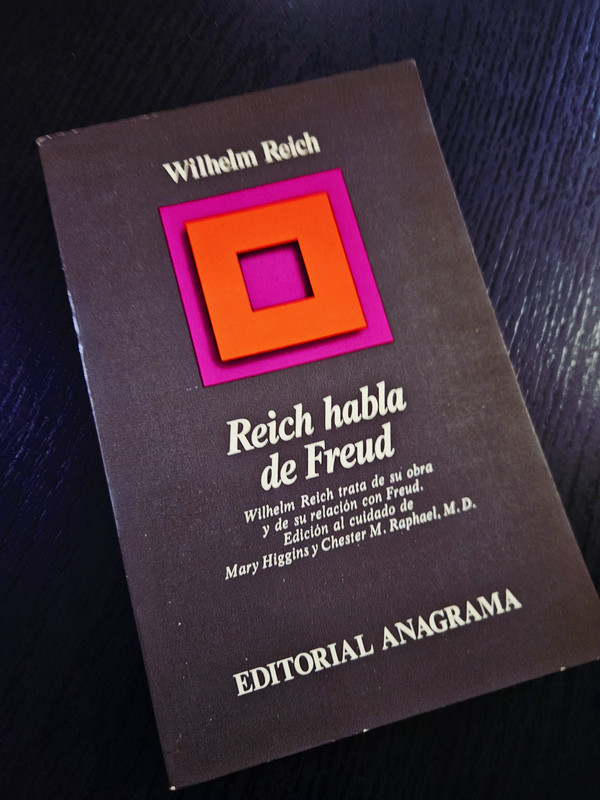 Wilhelm Reich
Reich habla
de Freud
Wilhelm Reich trata de su obra
y de su relación con Freud.
Edición al cuidado de
Mary Higgins y Chester M. Raphael, M.D.
EDITORIAL ANAGRAMA